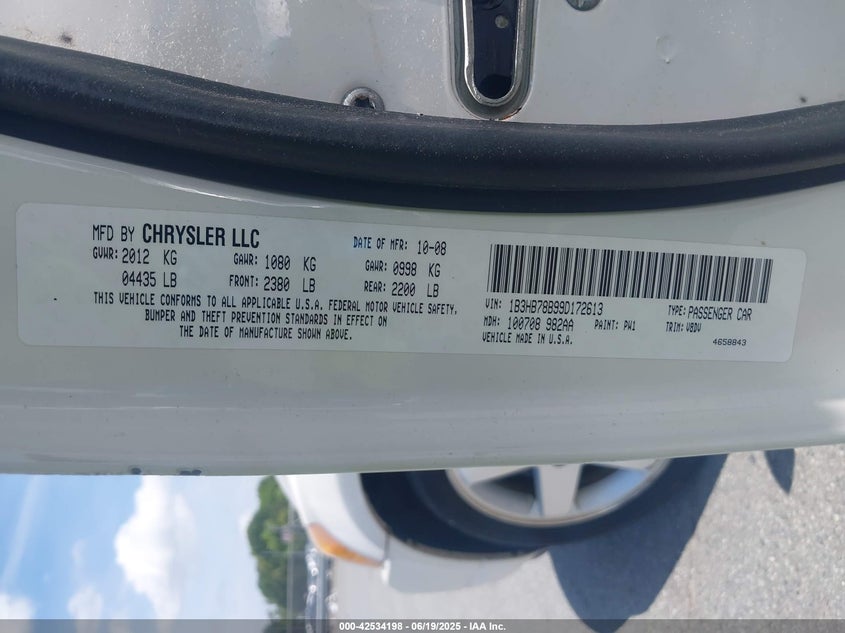 MFD BY CHRYSLER LLC DATE OF MFR: 10-08
GVWR: 2012 KG GAWR: 1080 KG GAWR: 0998 KG
04435 LB FRONT: 2380 LB REAR: 2200 LB
THIS VEHICLE CONFORMS TO ALL APPLICABLE U.S.A. FEDERAL MOTOR VEHICLE SAFETY,
BUMPER AND THEFT PREVENTION STANDARDS IN EFFECT ON
THE DATE OF MANUFACTURE SHOWN ABOVE.
VIN: 1B3HB78B99D172613 TYPE: PASSENGER CAR
MDH: 100708 982AA PAINT: PW1 TRIM: V8DV
VEHICLE MADE IN U.S.A. 4658843
000-42534198 - 06/19/2025 - IAA Inc.